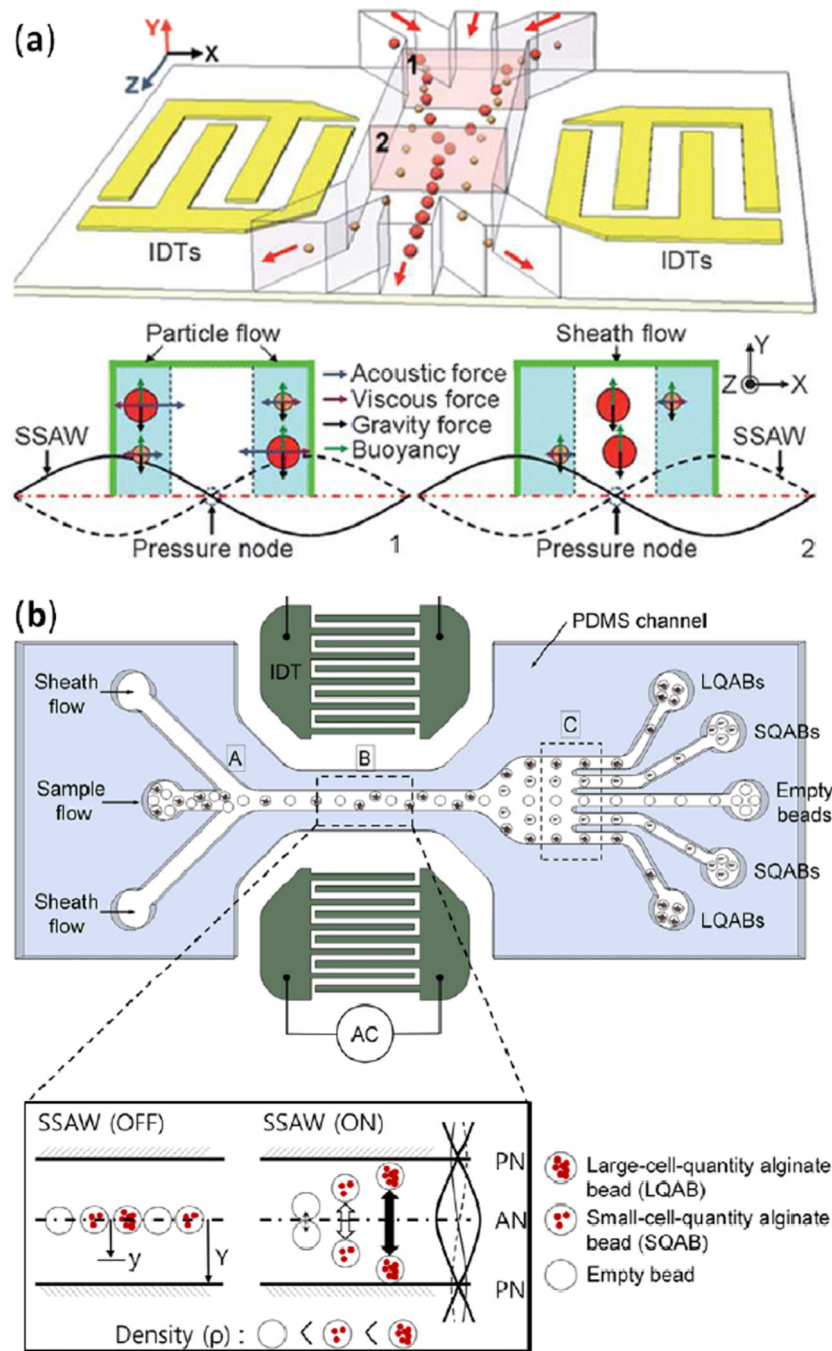 (a)
Y
X
Z
1
2
IDTs
IDTs
Particle flow
Sheath flow
Acoustic force
Viscous force
Gravity force
Buoyancy
Y
Z
X
SSAW
SSAW
Pressure node
1
Pressure node
2
(b)
PDMS channel
IDT
Sheath
flow
A
B
C
LQABs
SQABs
Sample
flow
Empty
beads
Sheath
flow
SQABs
LQABs
AC
SSAW (OFF)
SSAW (ON)
PN
AN
PN
y
Y
Large-cell-quantity alginate
bead (LQAB)
Small-cell-quantity alginate
bead (SQAB)
Empty bead
Density (ρ) : < <